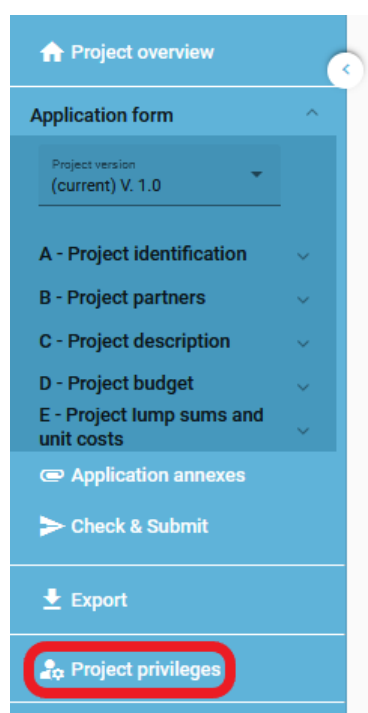 Project overview
Application form
Project version
(current) V. 1.0
A - Project identification
B - Project partners
C - Project description
D - Project budget
E - Project lump sums and
unit costs
Application annexes
Check & Submit
Export
Project privileges